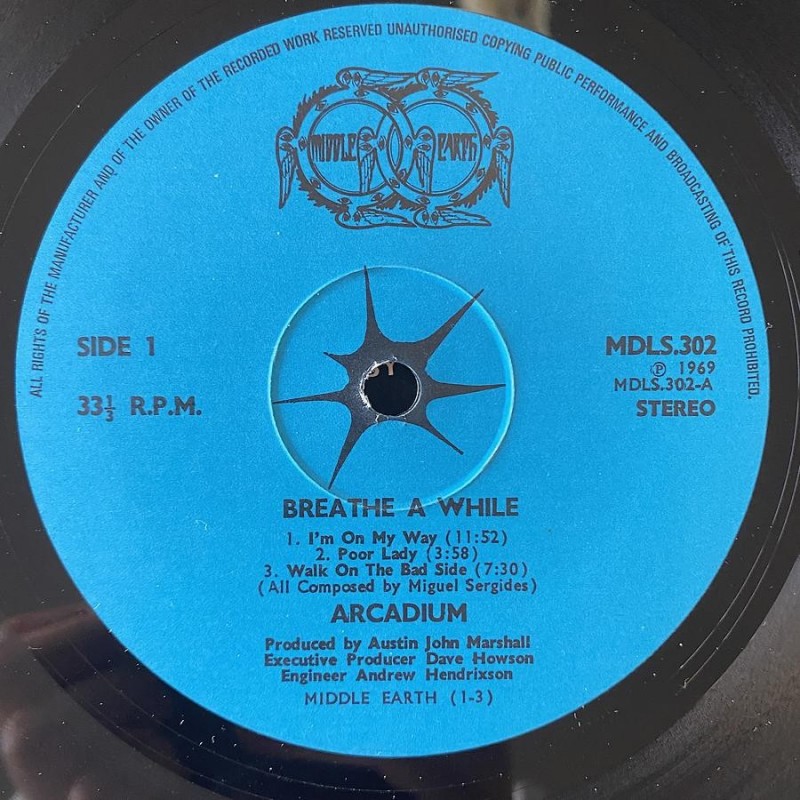 ALL RIGHTS OF THE MANUFACTURER AND OF THE OWNER OF THE RECORDED WORK RESERVED UNAUTHORISED COPYING PUBLIC PERFORMANCE AND BROADCASTING OF THIS RECORD PROHIBITED.
MIDDLE EARTH
SIDE 1
33⅓ R.P.M.
MDLS.302
Ⓟ 1969
MDLS.302-A
STEREO
BREATHE A WHILE
1. I'm On My Way (11:52)
2. Poor Lady (3:58)
3. Walk On The Bad Side (7:30)
(All Composed by Miguel Sergides)
ARCADIUM
Produced by Austin John Marshall
Executive Producer Dave Howson
Engineer Andrew Hendrixson
MIDDLE EARTH (1-3)